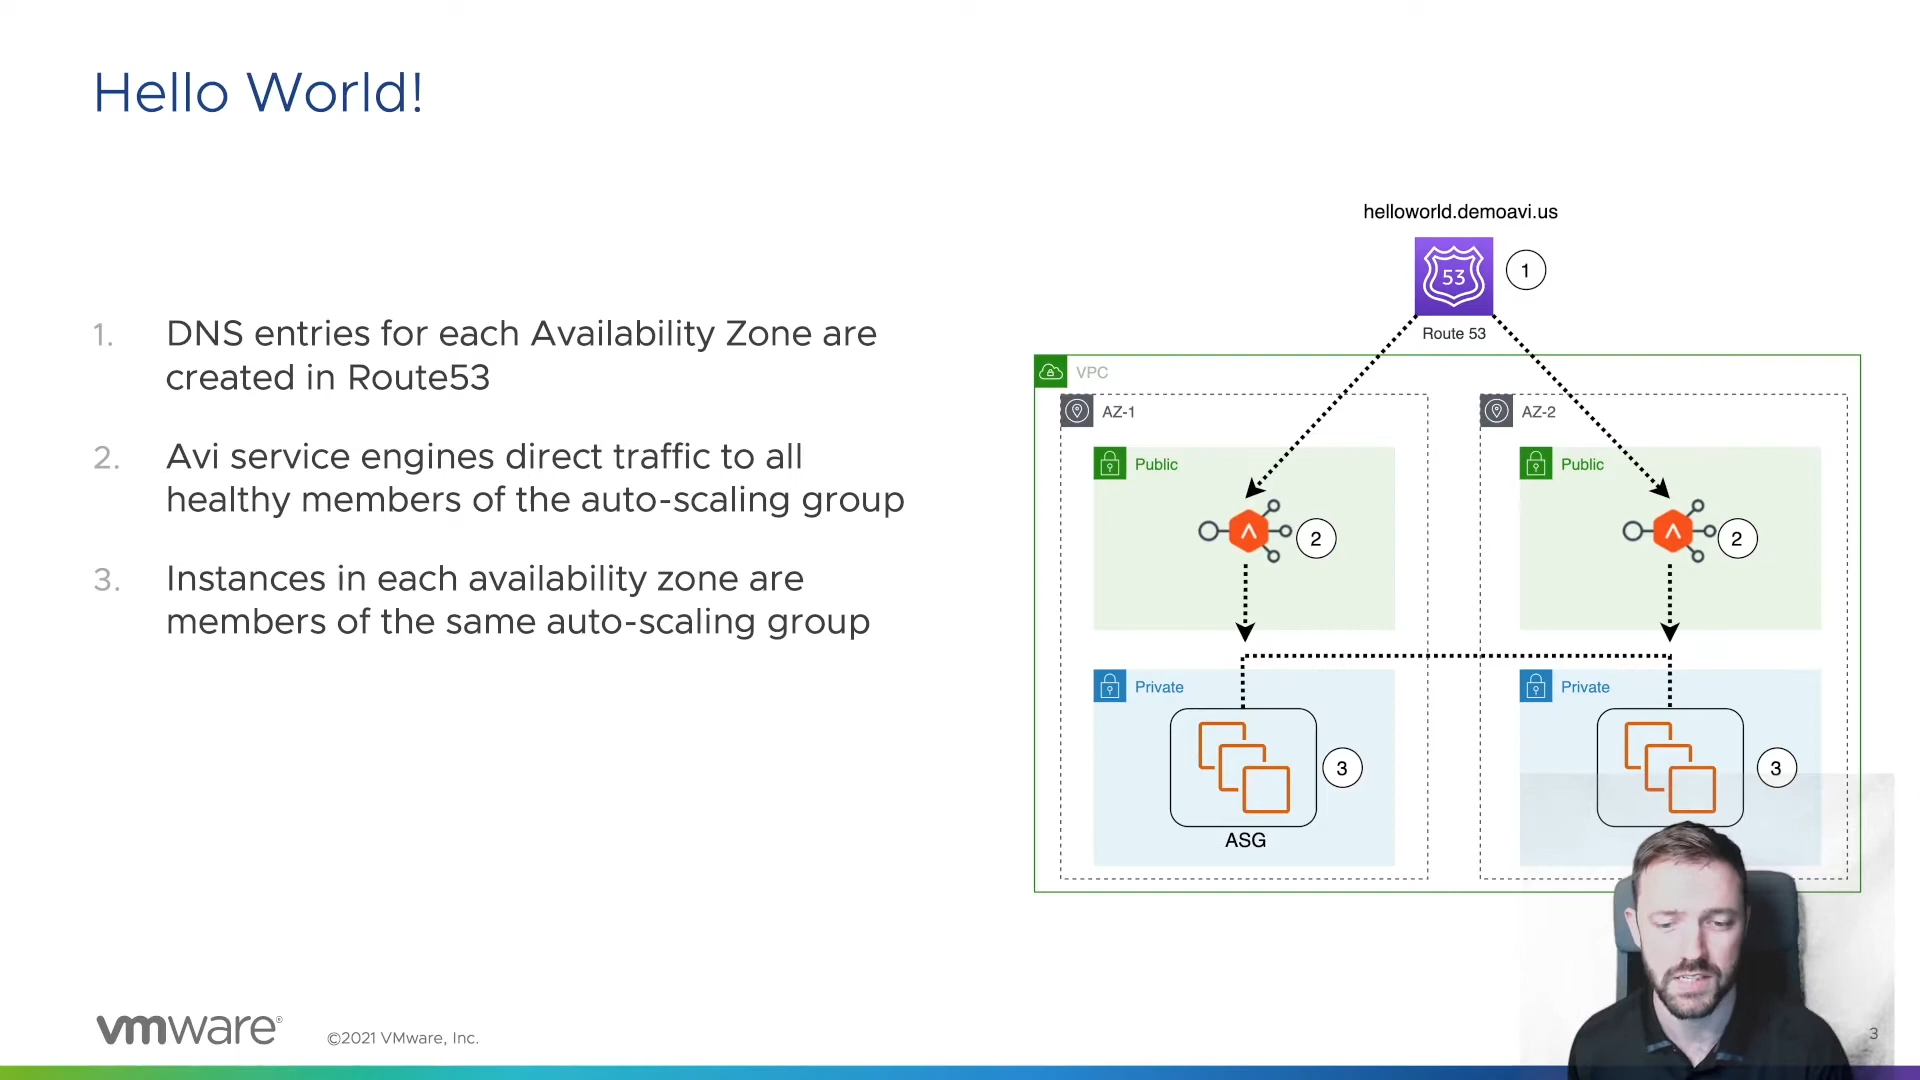 Hello World!
1. DNS entries for each Availability Zone are
created in Route53
2. Avi service engines direct traffic to all
healthy members of the auto-scaling group
3. Instances in each availability zone are
members of the same auto-scaling group
helloworld.demoavi.us
53
1
Route 53
VPC
AZ-1
AZ-2
Public
Public
2
2
Private
Private
3
3
ASG
vmware®
©2021 VMware, Inc.
3